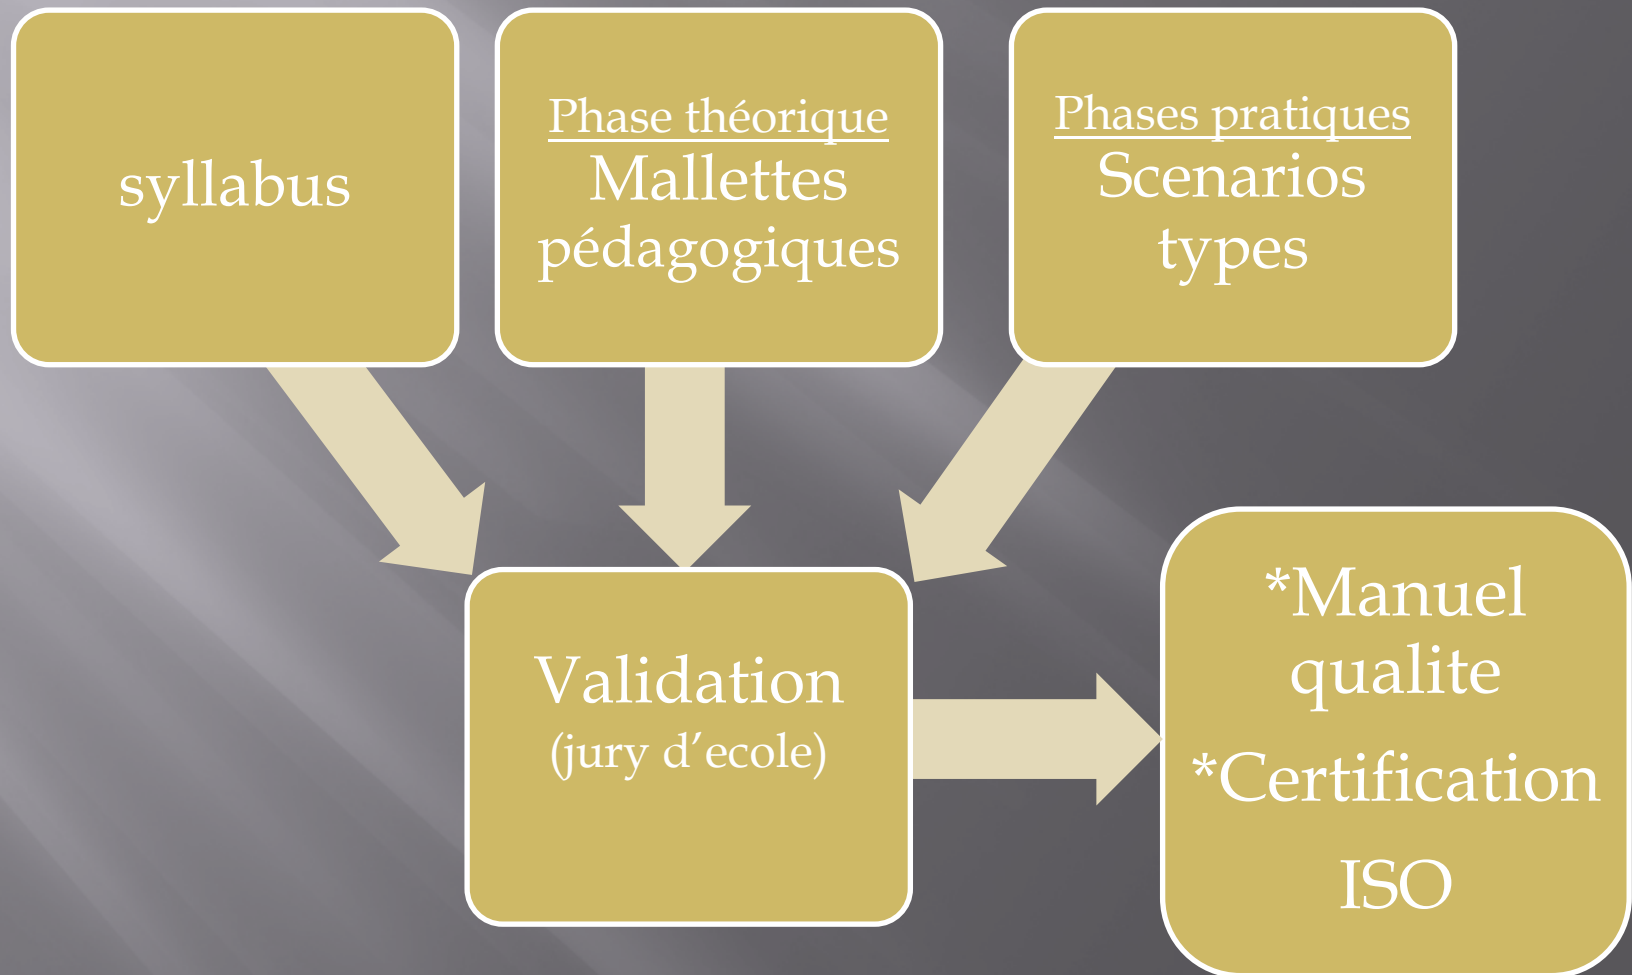 syllabus
Phase théorique
Mallettes
pédagogiques
Phases pratiques
Scenarios
types
Validation
(jury d’ecole)
*Manuel
qualite
*Certification
ISO